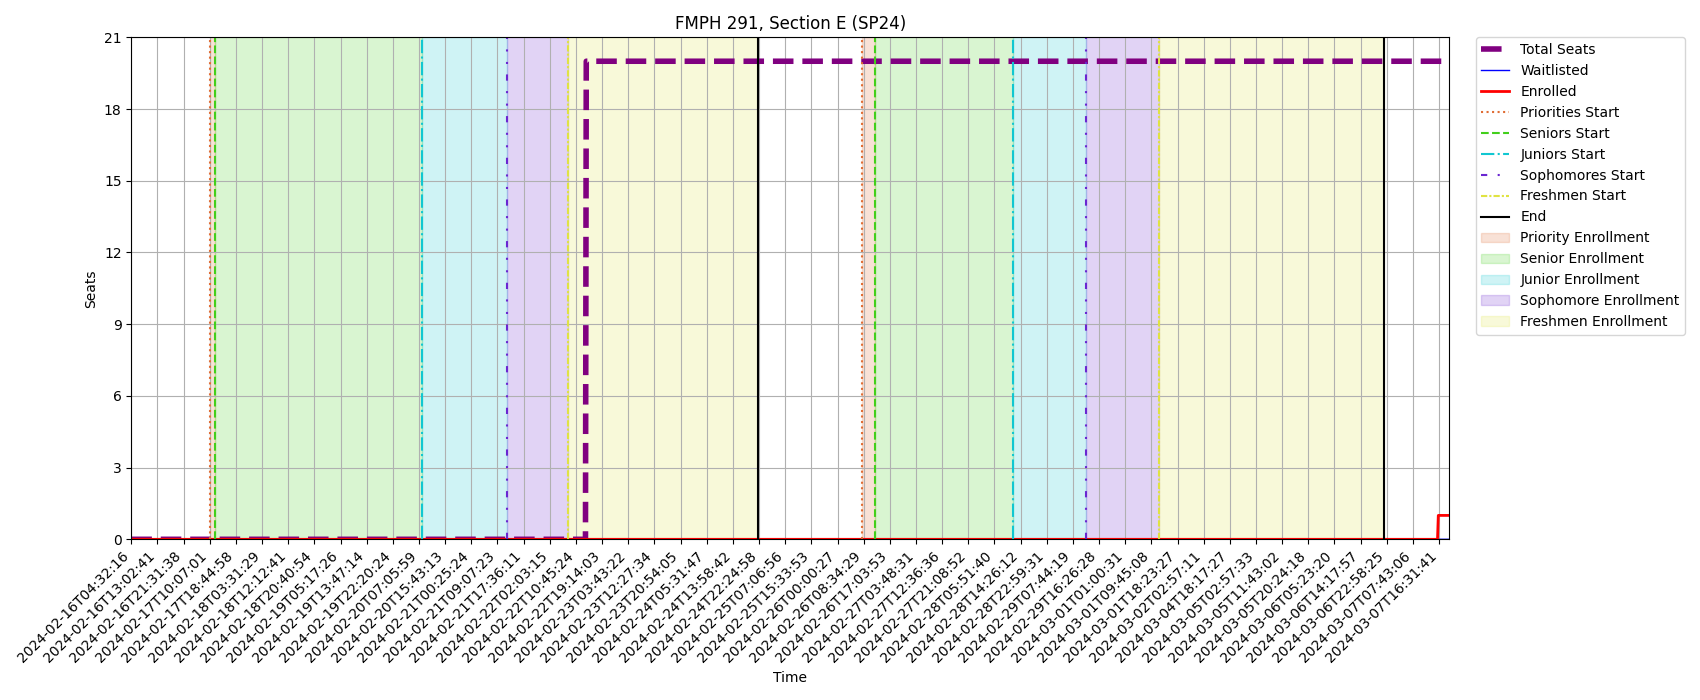 FMPH 291, Section E (SP24)
21
18
15
12
9
6
3
0
Seats
2024-02-16T04:32:16
2024-02-16T13:02:41
2024-02-16T21:31:38
2024-02-17T10:07:01
2024-02-17T18:44:58
2024-02-18T03:31:29
2024-02-18T12:12:41
2024-02-18T20:40:54
2024-02-19T05:17:26
2024-02-19T13:47:14
2024-02-19T22:20:24
2024-02-20T07:05:59
2024-02-20T15:43:13
2024-02-21T00:25:24
2024-02-21T09:07:23
2024-02-21T17:36:11
2024-02-22T02:03:15
2024-02-22T10:45:24
2024-02-22T19:14:03
2024-02-23T03:43:22
2024-02-23T12:27:34
2024-02-23T20:54:05
2024-02-24T05:31:47
2024-02-24T13:58:42
2024-02-24T22:24:58
2024-02-25T07:06:56
2024-02-25T15:33:53
2024-02-26T00:00:27
2024-02-26T08:34:29
2024-02-26T17:03:53
2024-02-27T03:48:31
2024-02-27T12:36:36
2024-02-27T21:08:52
2024-02-28T05:51:40
2024-02-28T14:26:12
2024-02-28T22:59:31
2024-02-29T07:44:19
2024-02-29T16:26:28
2024-03-01T01:00:31
2024-03-01T09:45:08
2024-03-01T18:23:27
2024-03-02T02:57:11
2024-03-04T18:17:27
2024-03-05T02:57:33
2024-03-05T11:43:02
2024-03-05T20:24:18
2024-03-06T05:23:20
2024-03-06T14:17:57
2024-03-06T22:58:25
2024-03-07T07:43:06
2024-03-07T16:31:41
Time
Total Seats
Waitlisted
Enrolled
Priorities Start
Seniors Start
Juniors Start
Sophomores Start
Freshmen Start
End
Priority Enrollment
Senior Enrollment
Junior Enrollment
Sophomore Enrollment
Freshmen Enrollment